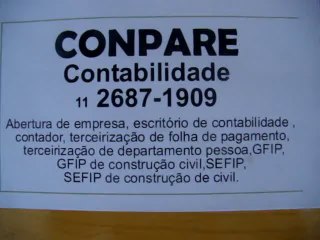 CONPARE
Contabilidade
11 2687-1909
Abertura de empresa, escritório de contabilidade ,
contador, terceirização de folha de pagamento,
terceirização de departamento pessoa,GFIP,
GFIP de construção civil,SEFIP,
SEFIP de construção de civil.